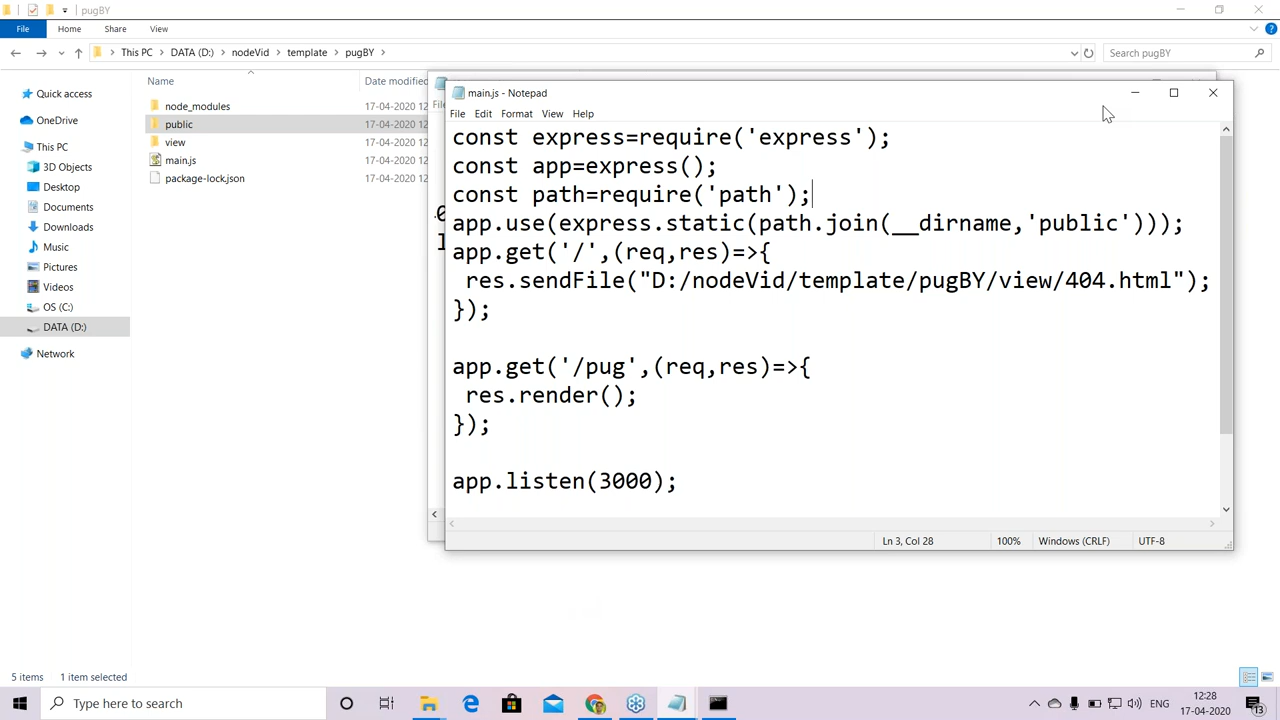 pugBY
File
Home
Share
View
This PC
DATA (D:)
nodeVid
template
pugBY
Search pugBY
Name
Date modified
Quick access
OneDrive
This PC
3D Objects
Desktop
Documents
Downloads
Music
Pictures
Videos
OS (C:)
DATA (D:)
Network
node_modules
17-04-2020 12
public
17-04-2020 12
view
17-04-2020 12
main.js
17-04-2020 12
package-lock.json
17-04-2020 12
main.js - Notepad
File
Edit
Format
View
Help
const express=require('express');
const app=express();
const path=require('path');
app.use(express.static(path.join(__dirname,'public')));
app.get('/',(req,res)=>{
res.sendFile("D:/nodeVid/template/pugBY/view/404.html");
});
app.get('/pug',(req,res)=>{
res.render();
});
app.listen(3000);
Ln 3, Col 28
100%
Windows (CRLF)
UTF-8
5 items
1 item selected
Type here to search
ENG
12:28
17-04-2020
13